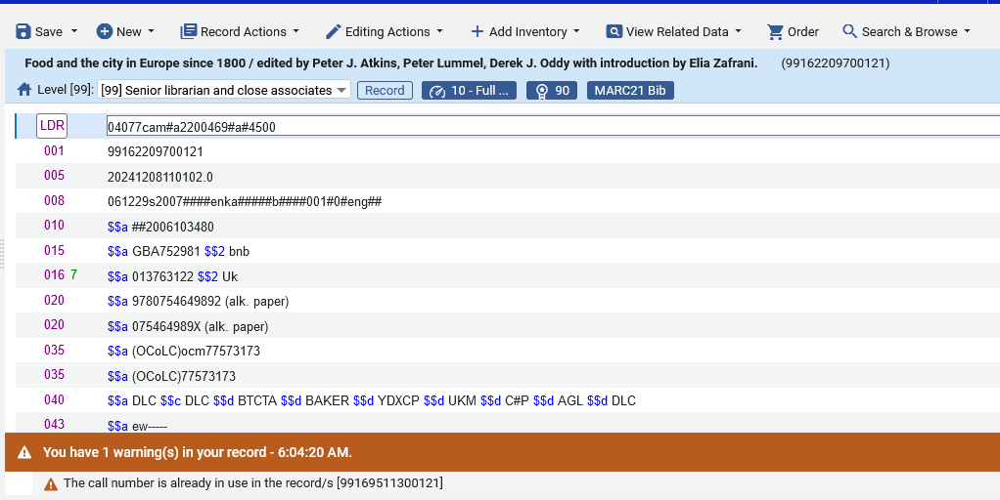 Save New Record Actions Editing Actions Add Inventory View Related Data Order Search & Browse
Food and the city in Europe since 1800 / edited by Peter J. Atkins, Peter Lummel, Derek J. Oddy with introduction by Elia Zafrani. (99162209700121)
Level [99]: [99] Senior librarian and close associates Record 10 - Full ... 90 MARC21 Bib
LDR 04077cam#a2200469#a#4500
001 99162209700121
005 20241208110102.0
008 061229s2007####enka#####b####001#0#eng##
010 $$a ##2006103480
015 $$a GBA752981 $$2 bnb
016 7 $$a 013763122 $$2 Uk
020 $$a 9780754649892 (alk. paper)
020 $$a 075464989X (alk. paper)
035 $$a (OCoLC)ocm77573173
035 $$a (OCoLC)77573173
040 $$a DLC $$c DLC $$d BTCTA $$d BAKER $$d YDXCP $$d UKM $$d C#P $$d AGL $$d DLC
043 $$a ew-----
You have 1 warning(s) in your record - 6:04:20 AM.
The call number is already in use in the record/s [99169511300121]